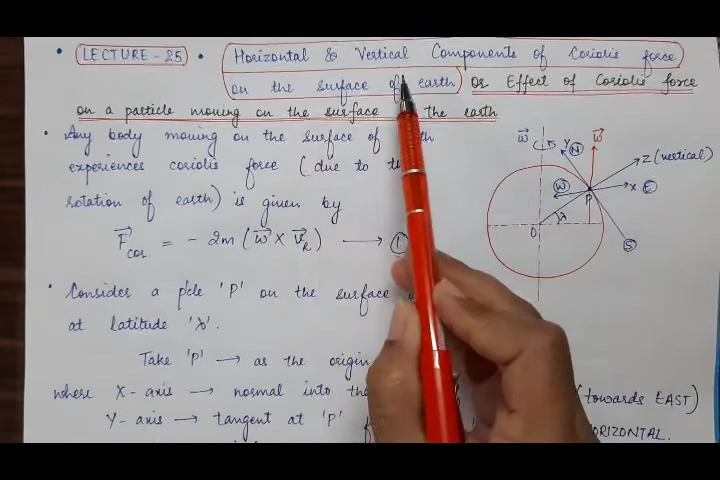 • LECTURE - 25 • Horizontal & Vertical Components of Coriolis force
on the surface of earth or Effect of Coriolis force
on a particle moving on the surface the earth
• Any body moving on the surface of
experiences coriolis force (due to
rotation of earth) is given by
F⃗cor = - 2m (ω⃗ × v⃗R) ⟶ ①
• Consider a p'cle 'P' on the surface
at latitude 'λ'.
Take 'P' ⟶ as the origin
where X-axis ⟶ normal into the (towards EAST)
Y-axis ⟶ tangent at 'P' HORIZONTAL.
ω⃗
Y N
ω⃗
Z (vertical)
W
P
X E
O
λ
S